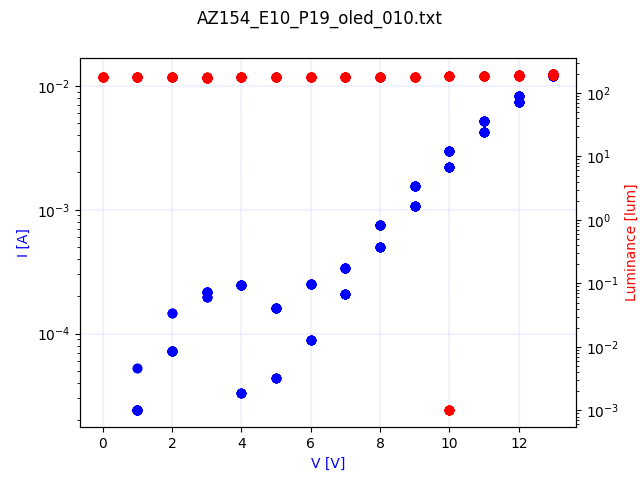 AZ154_E10_P19_oled_010.txt
10⁻²
10⁻³
10⁻⁴
I [A]
0 2 4 6 8 10 12
V [V]
10²
10¹
10⁰
10⁻¹
10⁻²
10⁻³
Luminance [lum]